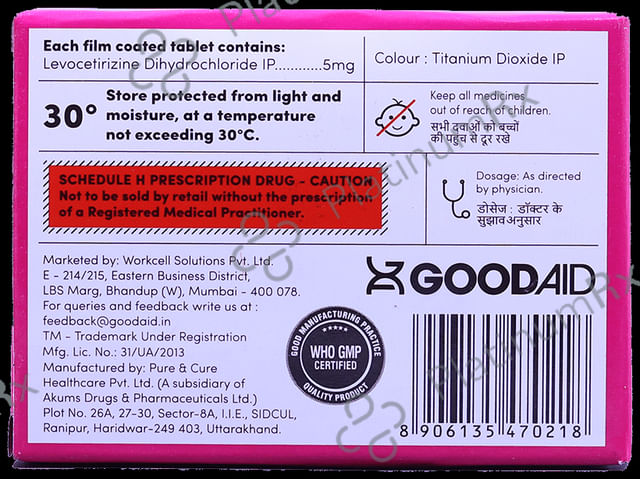 Each film coated tablet contains:
Levocetirizine Dihydrochloride IP............5mg
Colour : Titanium Dioxide IP
30°
Store protected from light and
moisture, at a temperature
not exceeding 30°C.
Keep all medicines
out of reach of children.
सभी दवाओं को बच्चों
की पहुंच से दूर रखे
SCHEDULE H PRESCRIPTION DRUG - CAUTION
Not to be sold by retail without the prescription
of a Registered Medical Practitioner.
Dosage: As directed
by physician.
डोसेज : डॉक्टर के
सुझावअनुसार
Marketed by: Workcell Solutions Pvt. Ltd.
E - 214/215, Eastern Business District,
LBS Marg, Bhandup (W), Mumbai - 400 078.
For queries and feedback write us at :
feedback@goodaid.in
TM - Trademark Under Registration
Mfg. Lic. No.: 31/UA/2013
Manufactured by: Pure & Cure
Healthcare Pvt. Ltd. (A subsidiary of
Akums Drugs & Pharmaceuticals Ltd.)
Plot No. 26A, 27-30, Sector-8A, I.I.E., SIDCUL,
Ranipur, Haridwar-249 403, Uttarakhand.
GOODAID
GOOD MANUFACTURING PRACTICE
WHO GMP
CERTIFIED
QUALITY PRODUCT
8 906135 470218
PlatinumRx